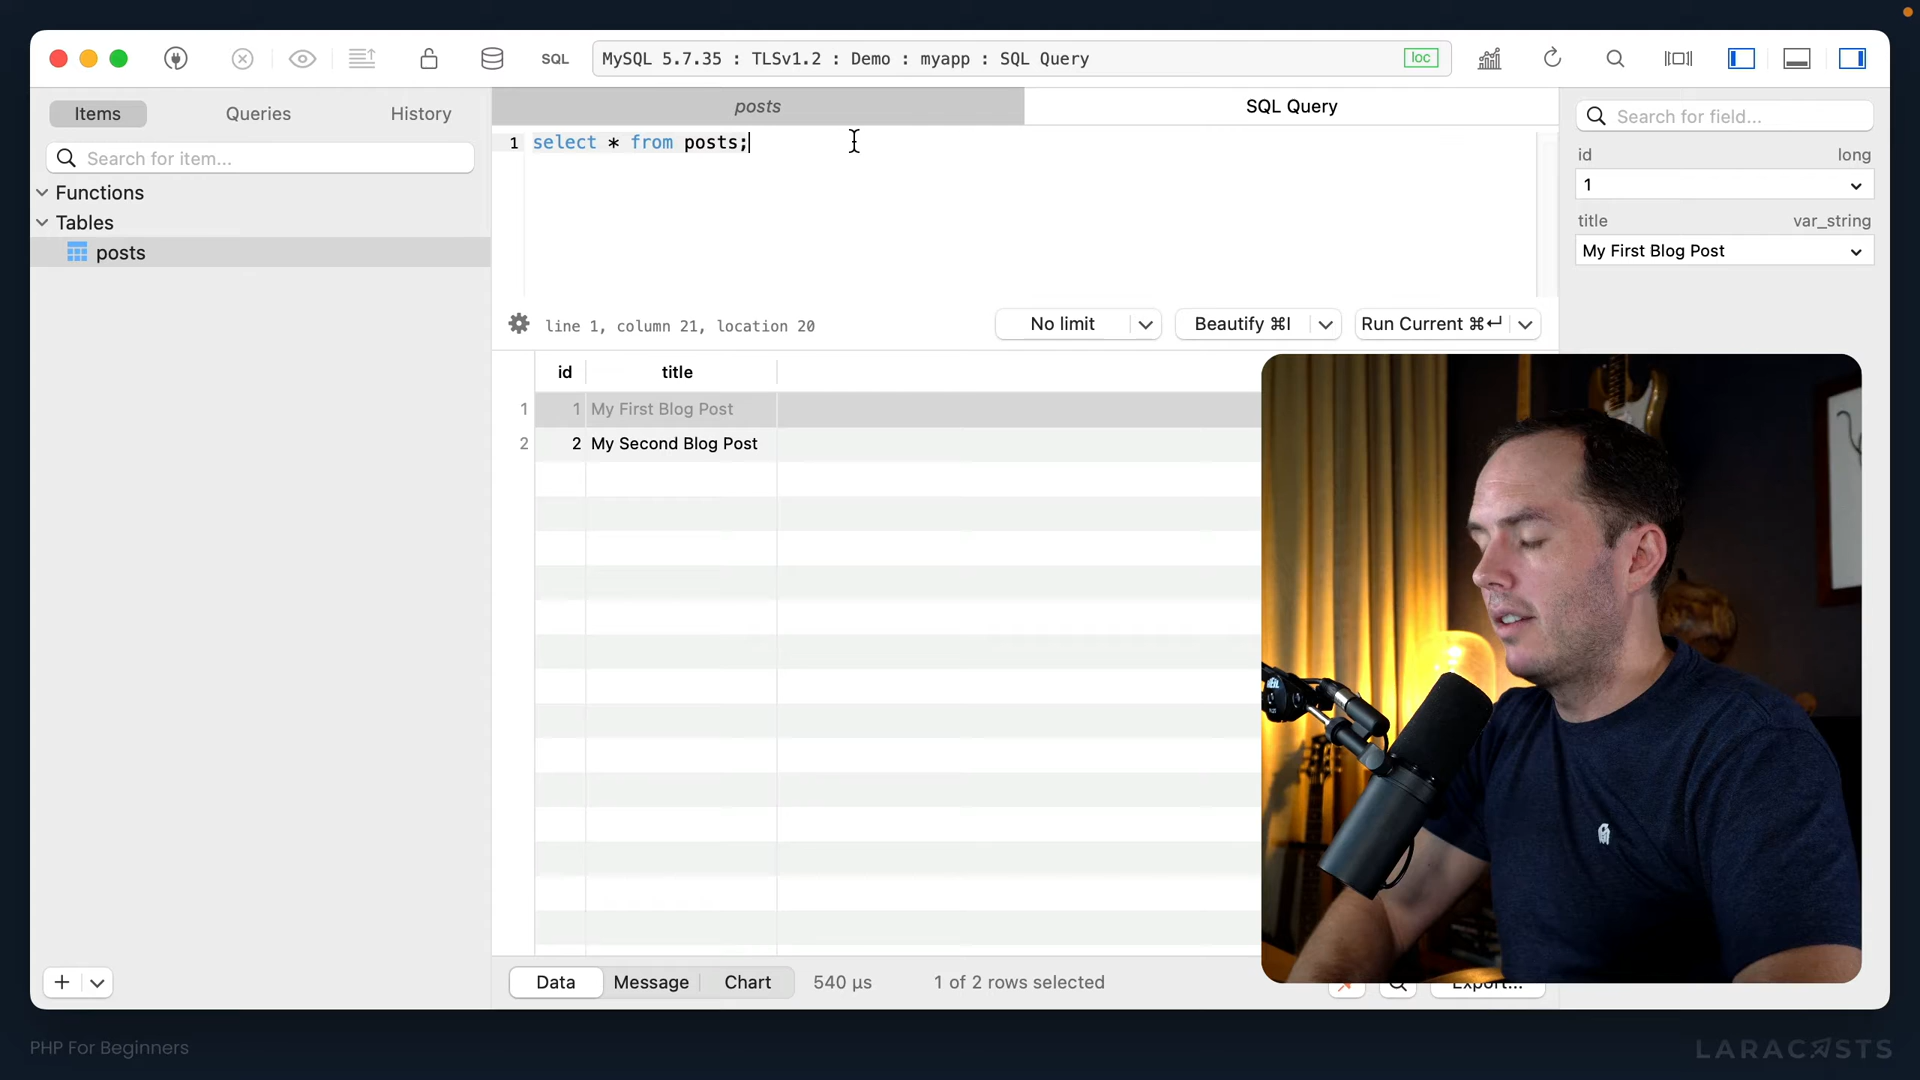 SQL
MySQL 5.7.35 : TLSv1.2 : Demo : myapp : SQL Query
loc
Items
Queries
History
Search for item...
Functions
Tables
posts
posts
SQL Query
1
select * from posts;
line 1, column 21, location 20
No limit
Beautify ⌘I
Run Current ⌘↵
id
title
1
1
My First Blog Post
2
2
My Second Blog Post
Data
Message
Chart
540 µs
1 of 2 rows selected
Export...
Search for field...
id
long
1
title
var_string
My First Blog Post
PHP For Beginners
LARACASTS